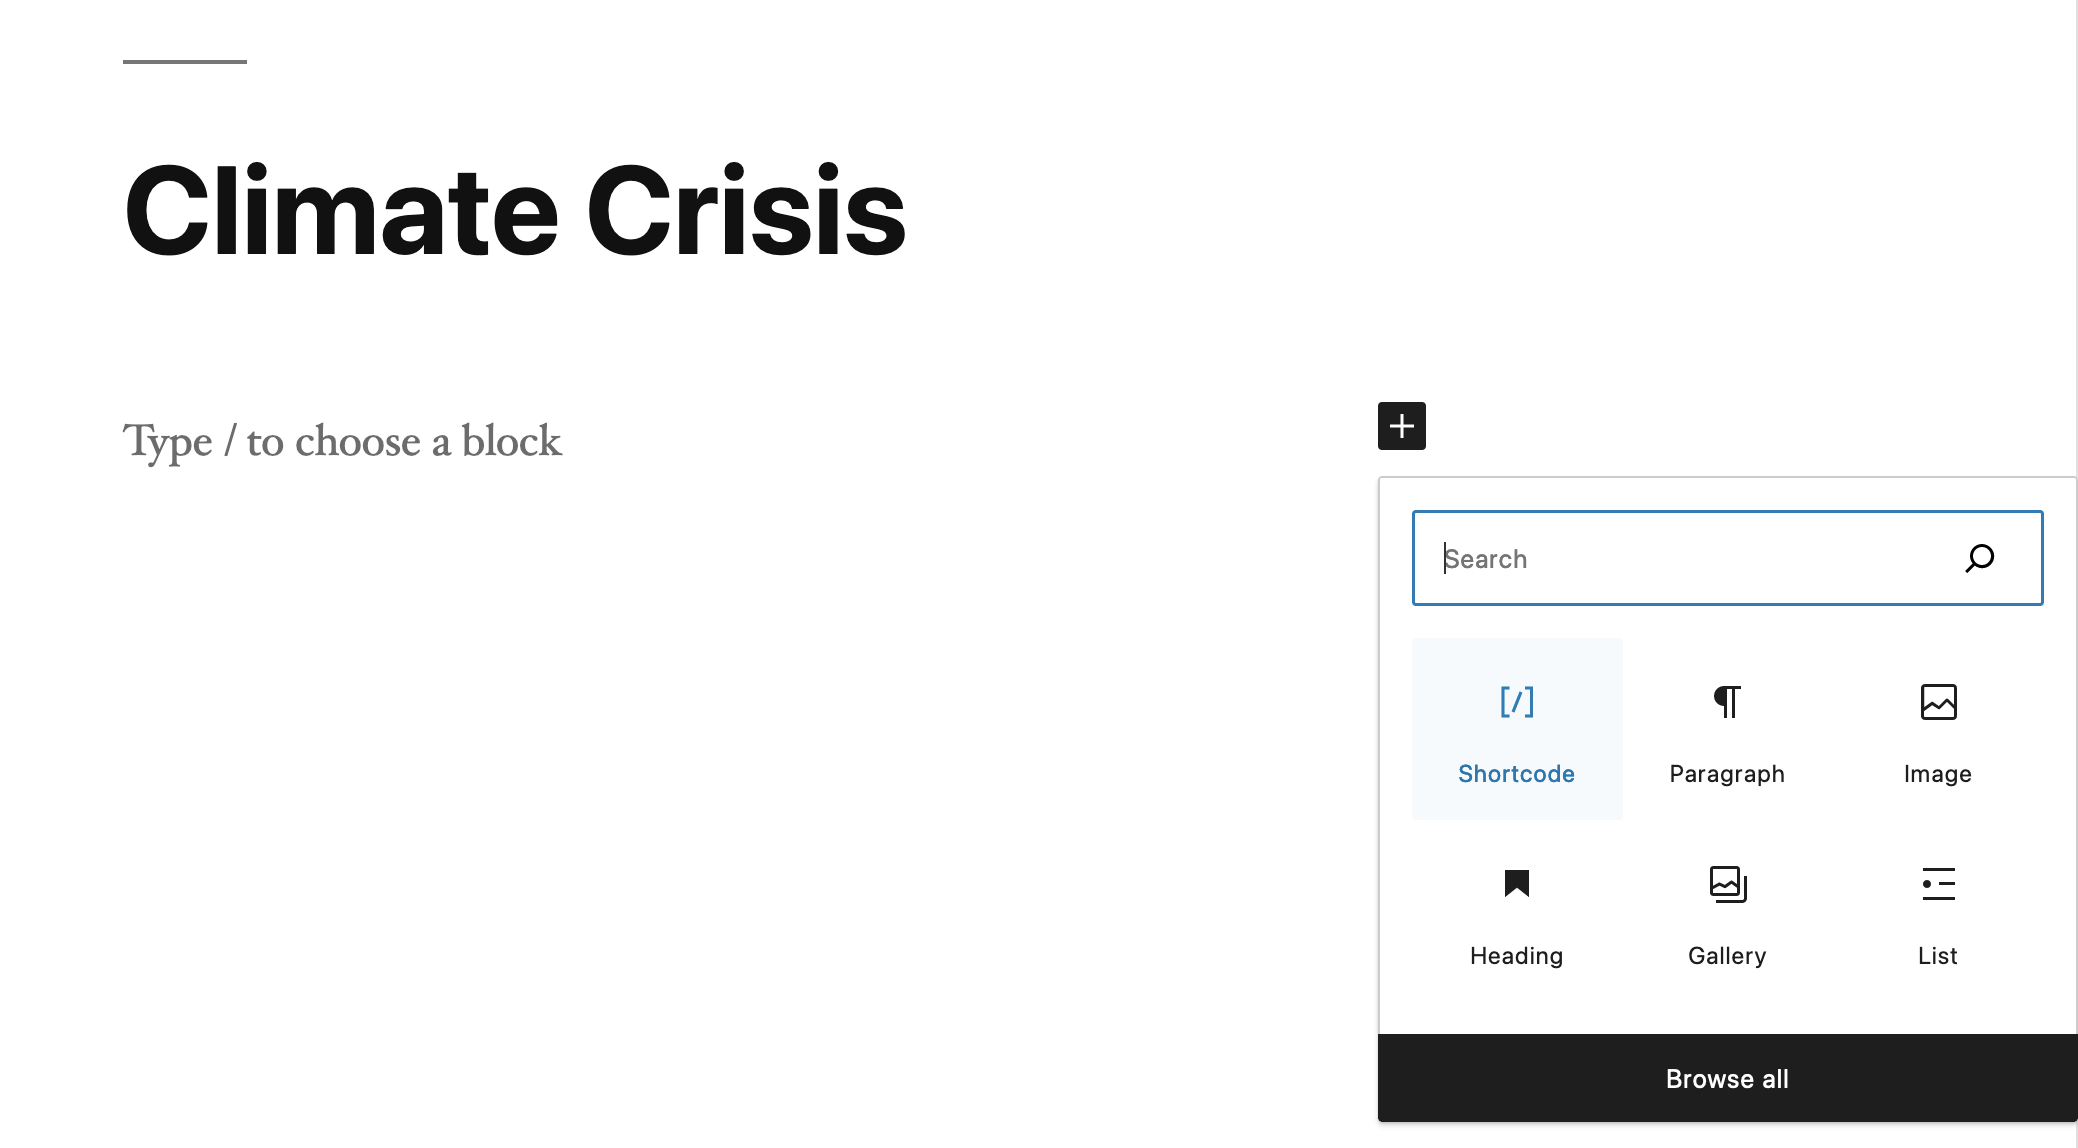 Climate Crisis
Type / to choose a block
Search
[/]
¶
Shortcode
Paragraph
Image
Heading
Gallery
List
Browse all